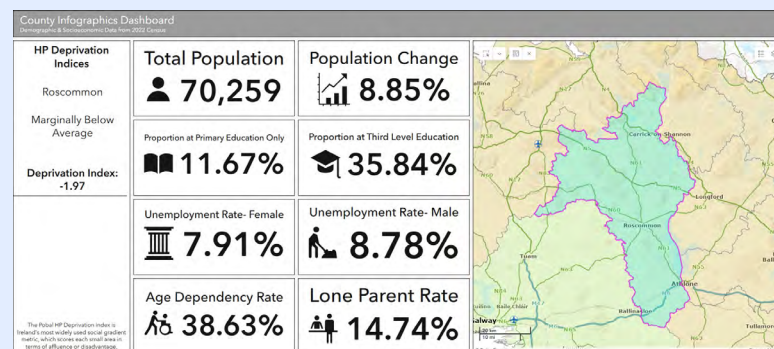 County Infographics Dashboard
Demographic & Socioeconomic Data from 2022 Census
HP Deprivation
Indices
Roscommon
Marginally Below
Average
Deprivation Index:
-1.97
The Pobal HP Deprivation index is
Ireland's most widely used social gradient
metric, which scores each small area in
terms of affluence or disadvantage.
Total Population
70,259
Population Change
8.85%
Proportion at Primary Education Only
11.67%
Proportion at Third Level Education
35.84%
Unemployment Rate- Female
7.91%
Unemployment Rate- Male
8.78%
Age Dependency Rate
38.63%
Lone Parent Rate
14.74%
Carrick-on-Shannon
Longford
Roscommon
Tuam
Athlone
Ballinasloe
Tullamore